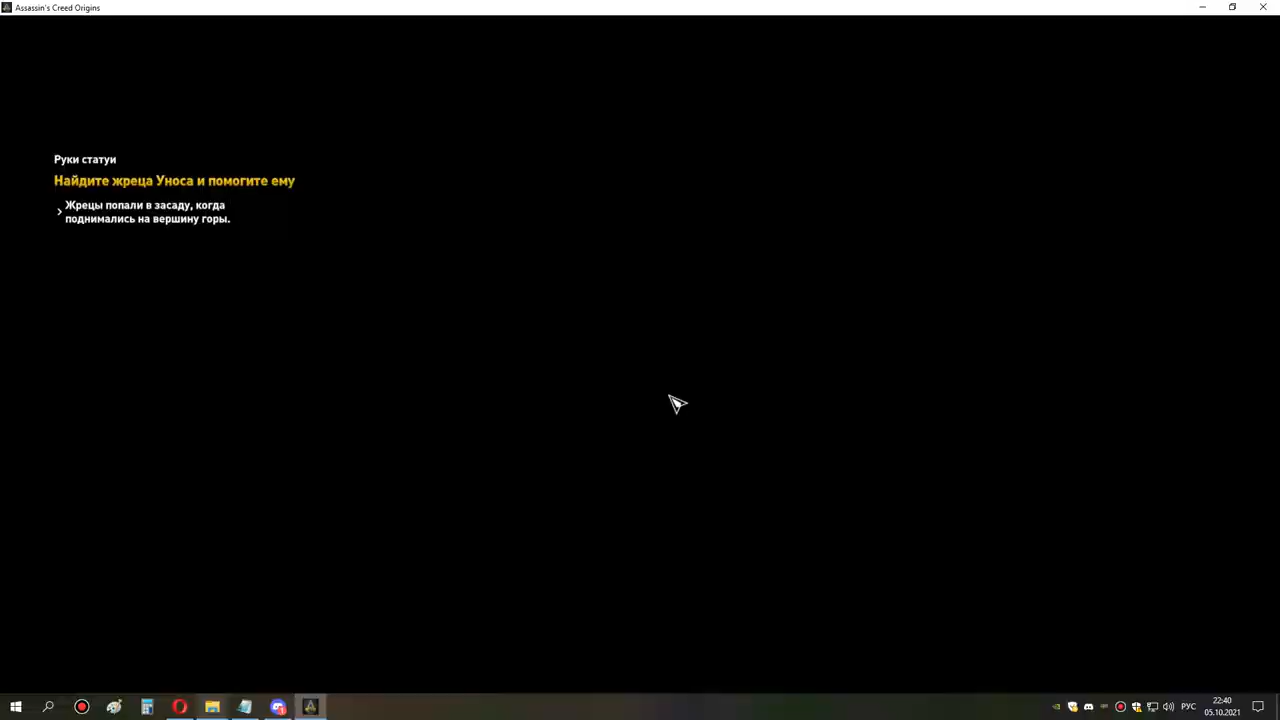 Assassin's Creed Origins
Руки статуи
Найдите жреца Уноса и помогите ему
Жрецы попали в засаду, когда
поднимались на вершину горы.
РУС
22:40
05.10.2021